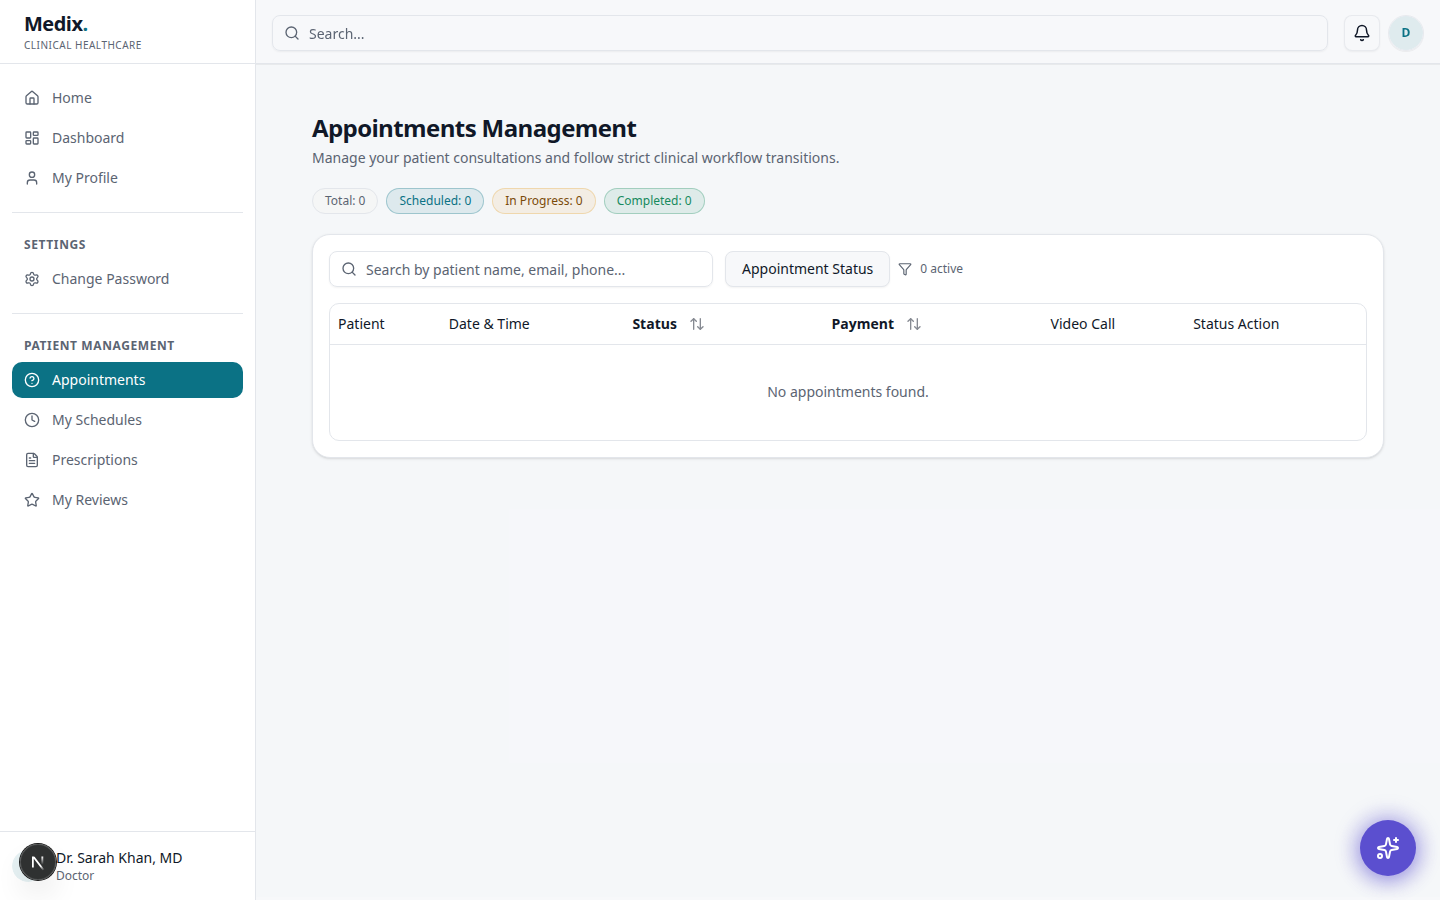 Medix.
CLINICAL HEALTHCARE
Search...
D
Home
Dashboard
My Profile
SETTINGS
Change Password
PATIENT MANAGEMENT
Appointments
My Schedules
Prescriptions
My Reviews
N
Dr. Sarah Khan, MD
Doctor
Appointments Management
Manage your patient consultations and follow strict clinical workflow transitions.
Total: 0
Scheduled: 0
In Progress: 0
Completed: 0
Search by patient name, email, phone...
Appointment Status
0 active
Patient
Date & Time
Status
Payment
Video Call
Status Action
No appointments found.